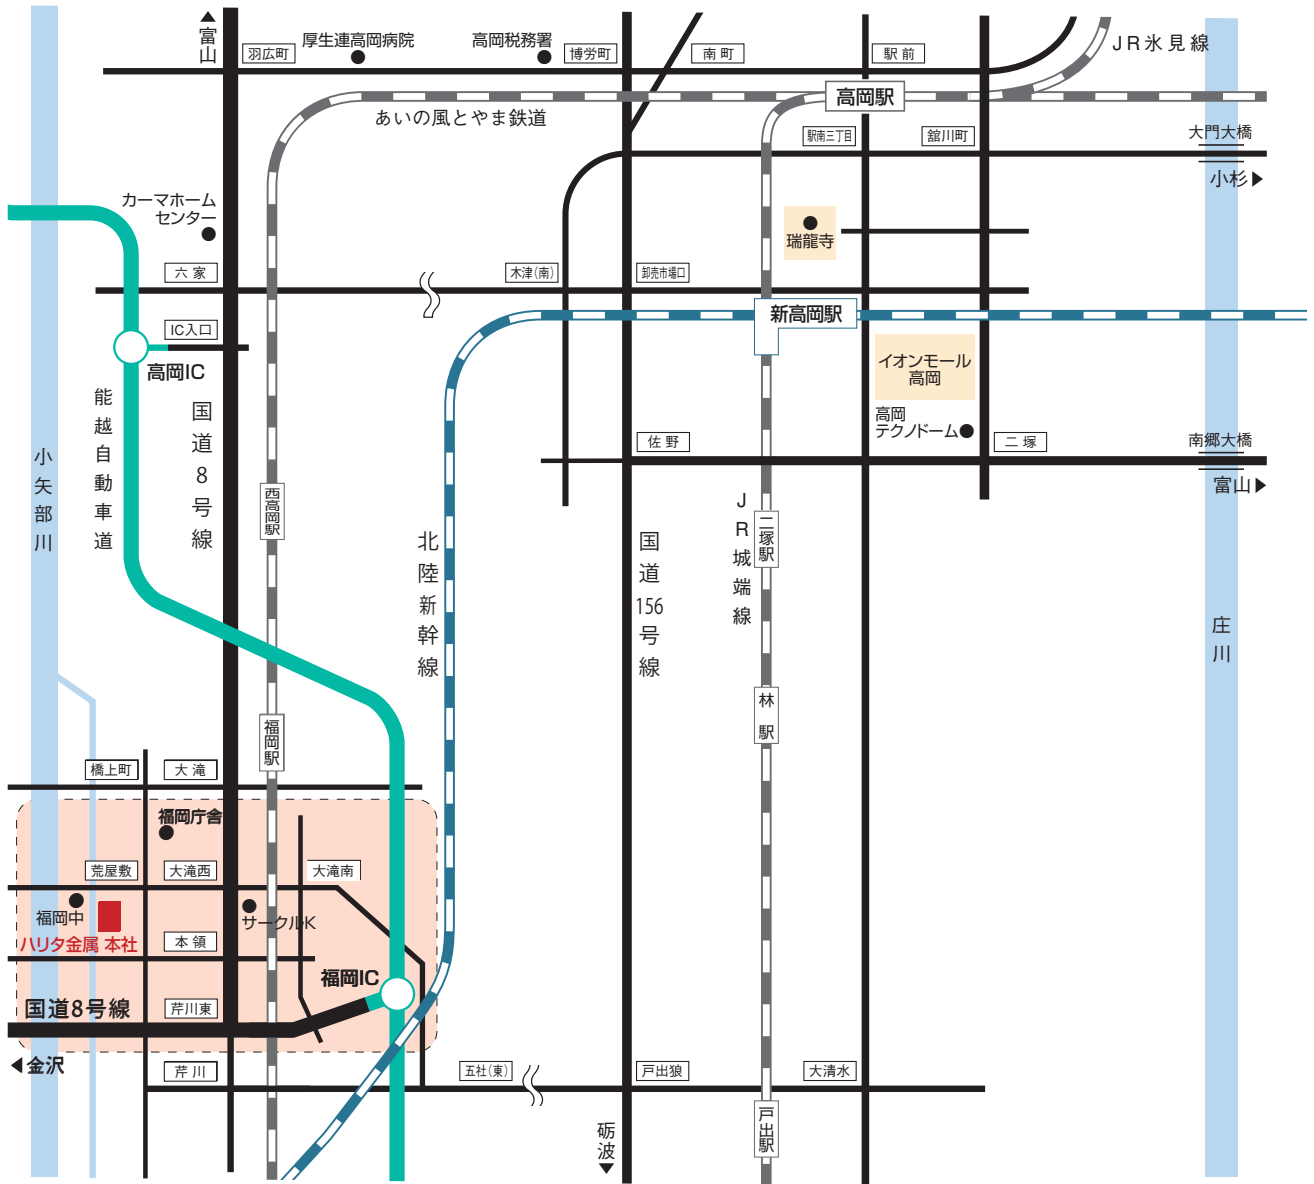 富山
羽広町
厚生連高岡病院
高岡税務署
博労町
南町
駅前
JR氷見線
高岡駅
あいの風とやま鉄道
駅南三丁目
舘川町
大門大橋
小杉
カーマホーム
センター
瑞龍寺
六家
木津(南)
卸売市場口
新高岡駅
IC入口
高岡IC
イオンモール
高岡
高岡
テクノドーム
能越自動車道
国道8号線
小矢部川
佐野
二塚
南郷大橋
富山
西高岡駅
北陸新幹線
国道156号線
JR城端線
二塚駅
庄川
福岡駅
林駅
橋上町
大滝
福岡庁舎
荒屋敷
大滝西
大滝南
福岡中
サークルK
ハリタ金属 本社
本領
福岡IC
国道8号線
芹川東
金沢
芹川
五社(東)
戸出狼
大清水
砺波
戸出駅